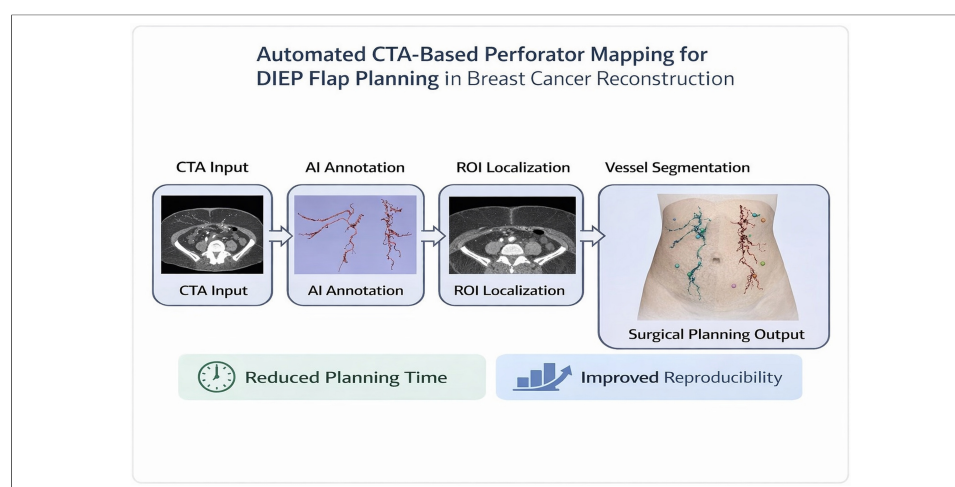 Automated CTA-Based Perforator Mapping for
DIEP Flap Planning in Breast Cancer Reconstruction
CTA Input
AI Annotation
ROI Localization
Vessel Segmentation
CTA Input
AI Annotation
ROI Localization
Surgical Planning Output
Reduced Planning Time
Improved Reproducibility